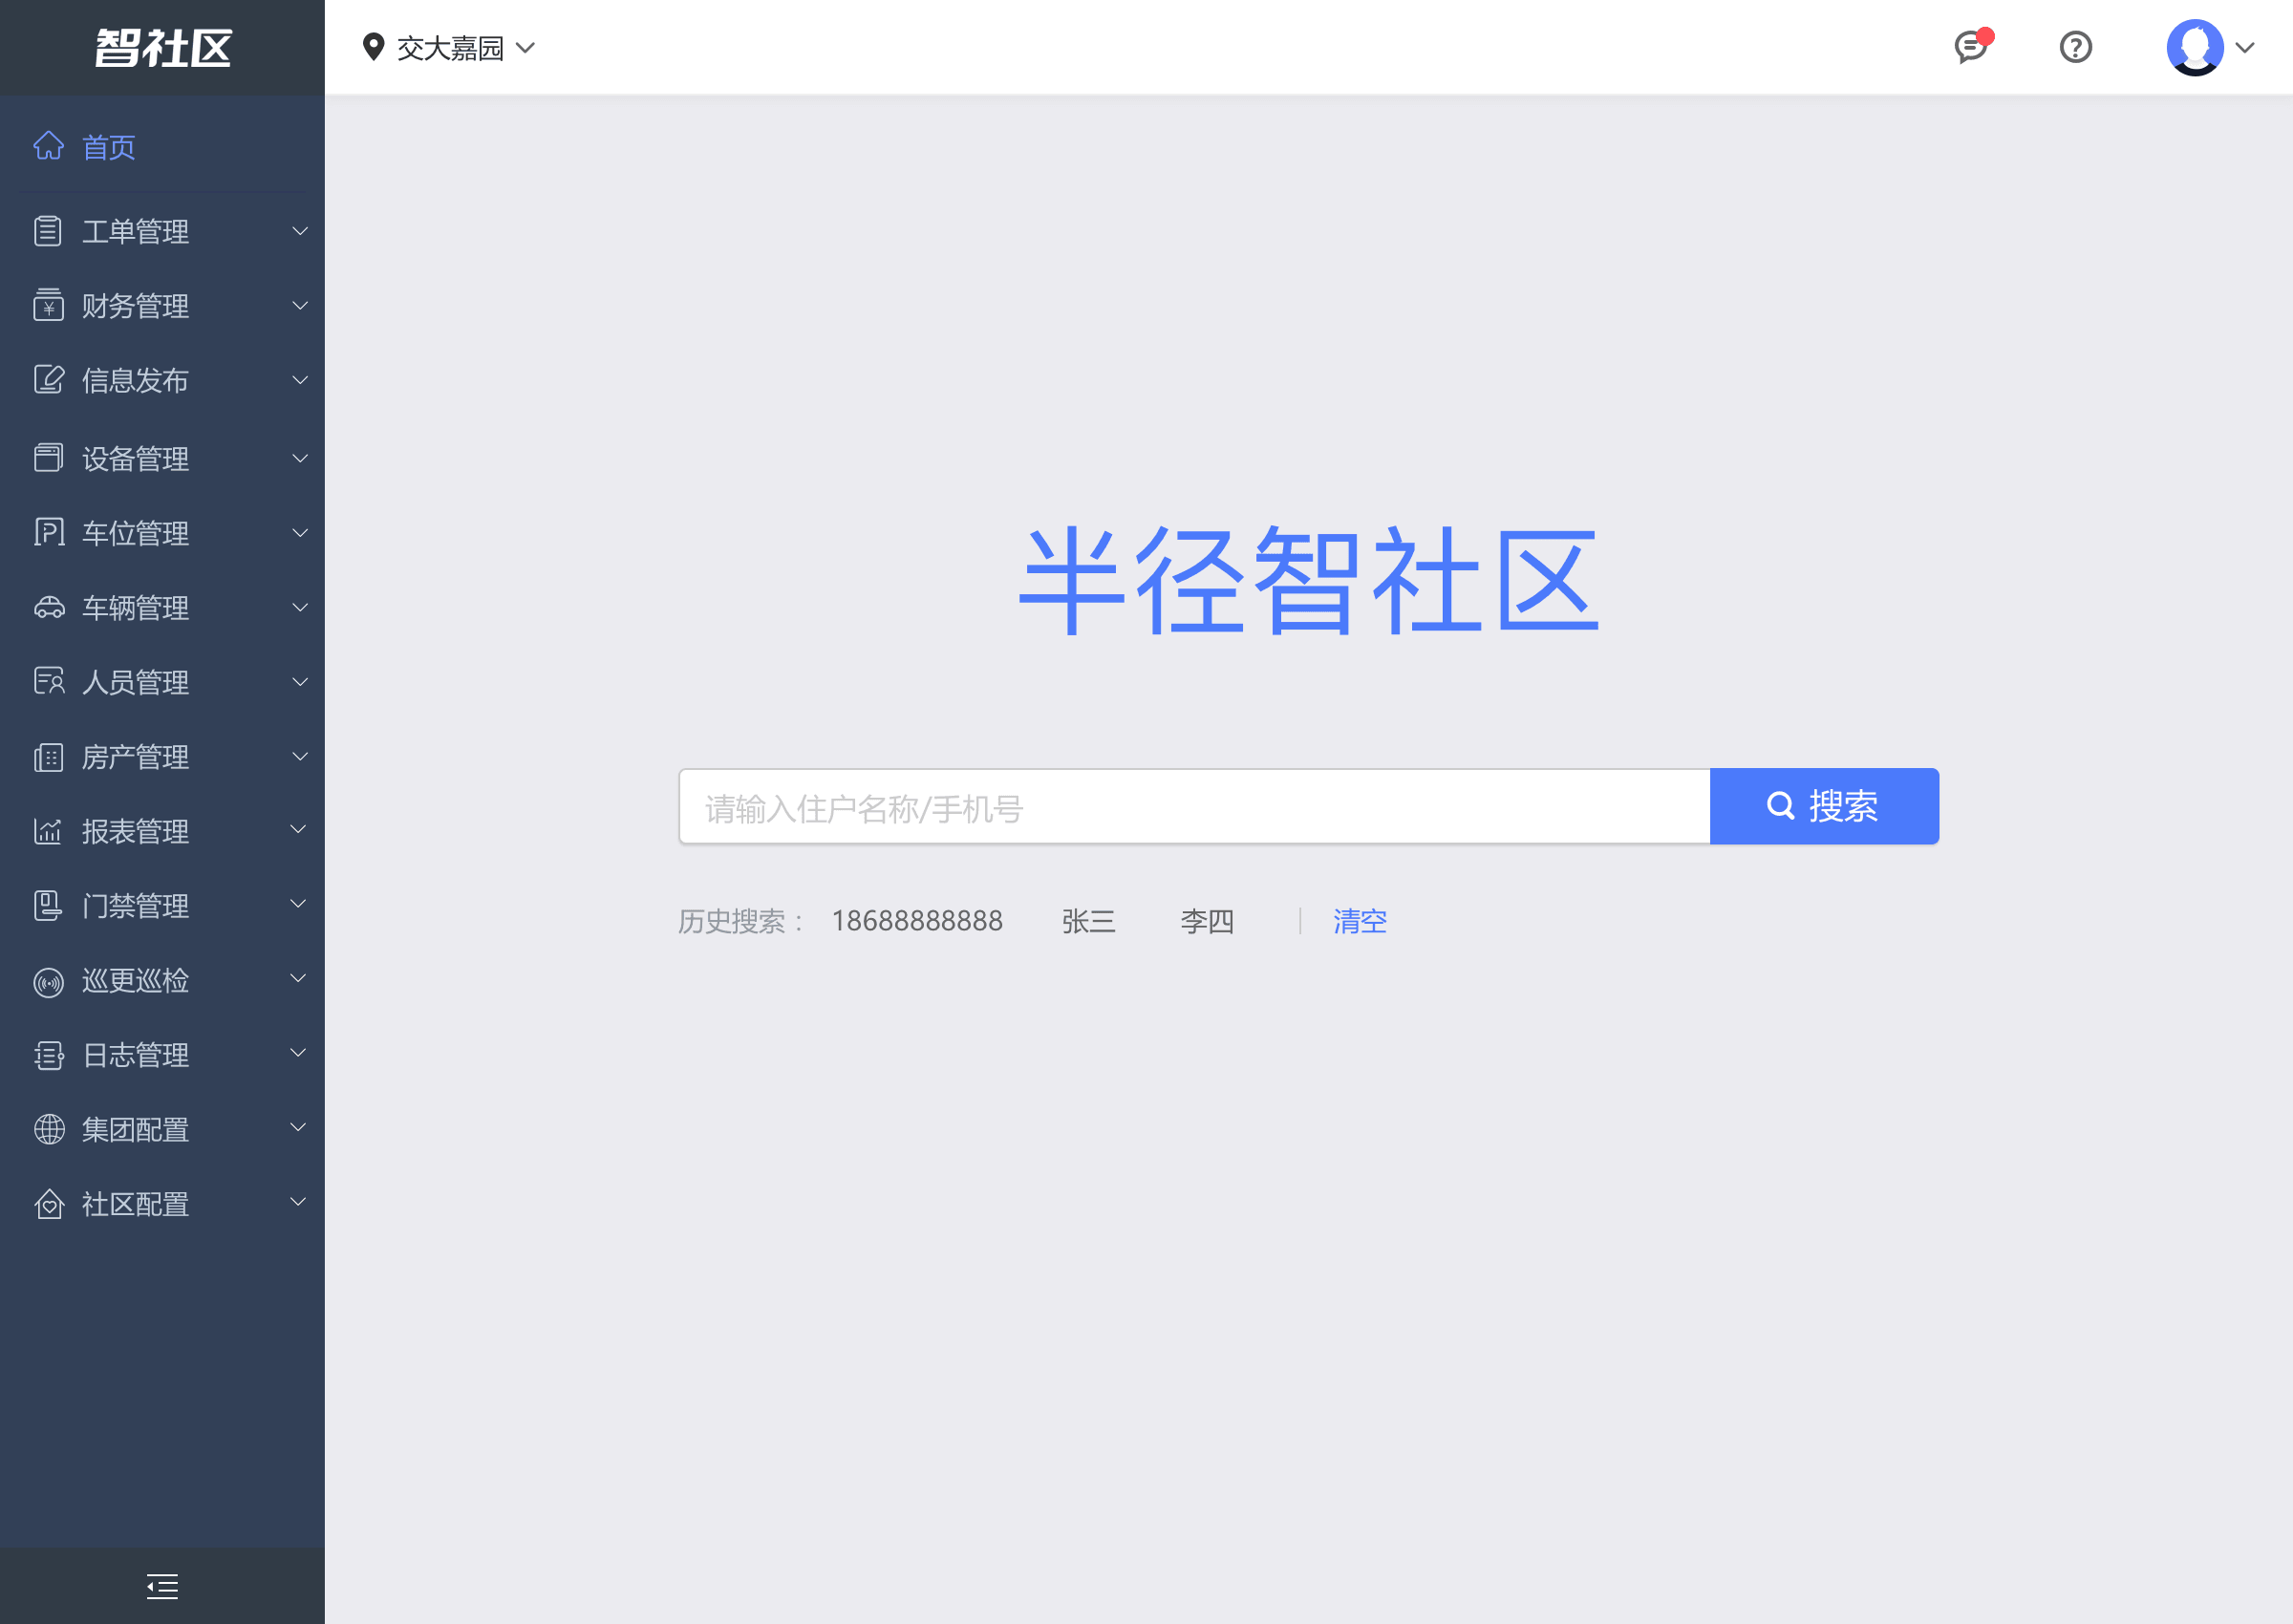 智社区
交大嘉园
首页
工单管理
财务管理
信息发布
设备管理
车位管理
车辆管理
人员管理
房产管理
报表管理
门禁管理
巡更巡检
日志管理
集团配置
社区配置
半径智社区
请输入住户名称/手机号
搜索
历史搜索： 18688888888 张三 李四 | 清空